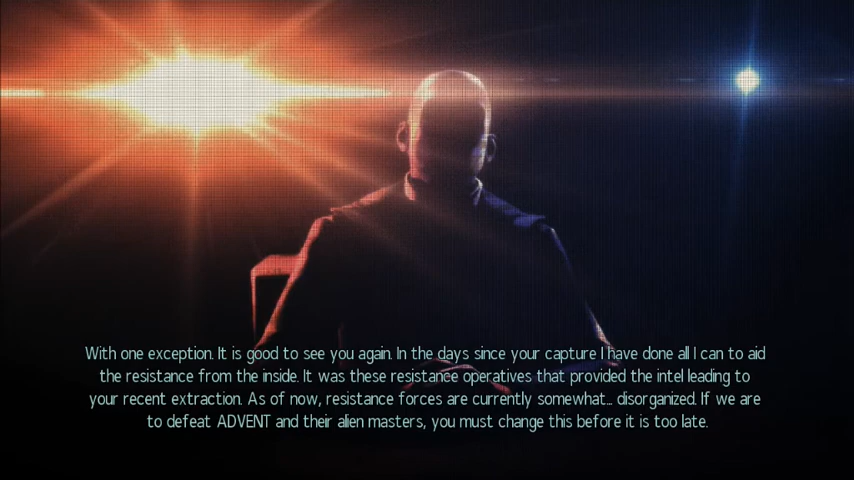 With one exception. It is good to see you again. In the days since your capture I have done all I can to aid
the resistance from the inside. It was these resistance operatives that provided the intel leading to
your recent extraction. As of now, resistance forces are currently somewhat... disorganized. If we are
to defeat ADVENT and their alien masters, you must change this before it is too late.